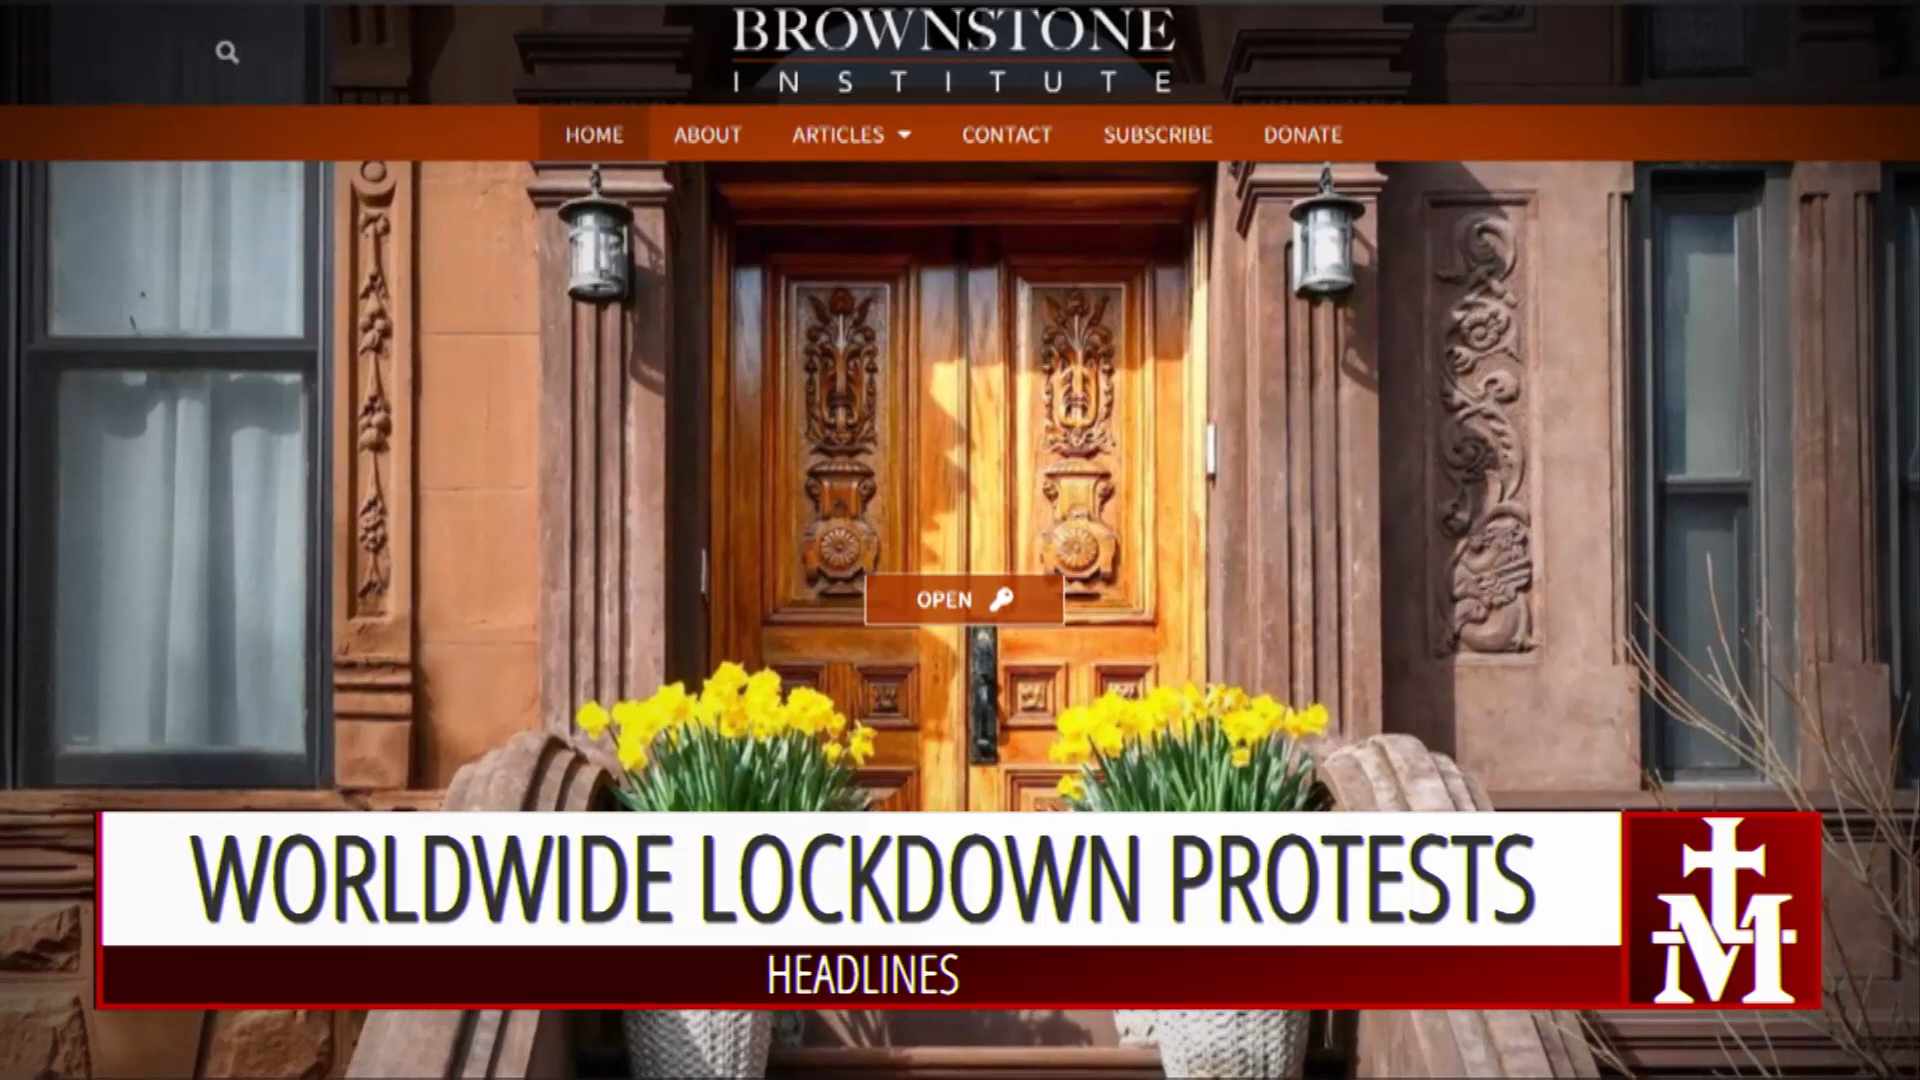 BROWNSTONE
INSTITUTE
HOME ABOUT ARTICLES CONTACT SUBSCRIBE DONATE
OPEN
WORLDWIDE LOCKDOWN PROTESTS
HEADLINES
M